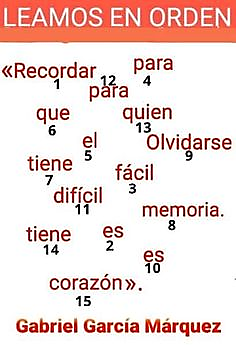 LEAMOS EN ORDEN
«Recordar para
1 12 4
para
que quien
6 13
el Olvidarse
5 9
tiene fácil
7 3
difícil memoria.
11 8
tiene es
14 2
es
10
corazón».
15
Gabriel García Márquez